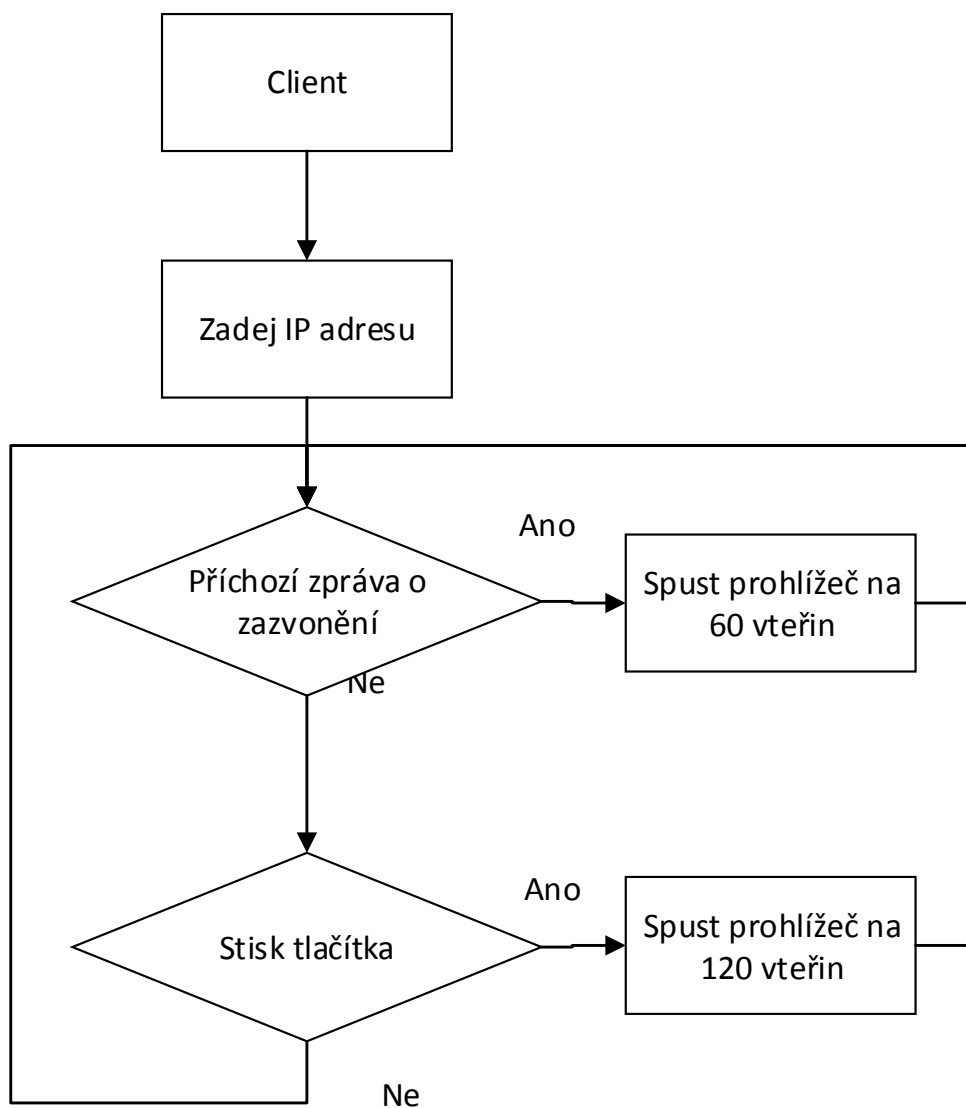 Client
Zadej IP adresu
Ano
Příchozí zpráva o
zazvonění
Spust prohlížeč na
60 vteřin
Ne
Ano
Stisk tlačítka
Spust prohlížeč na
120 vteřin
Ne